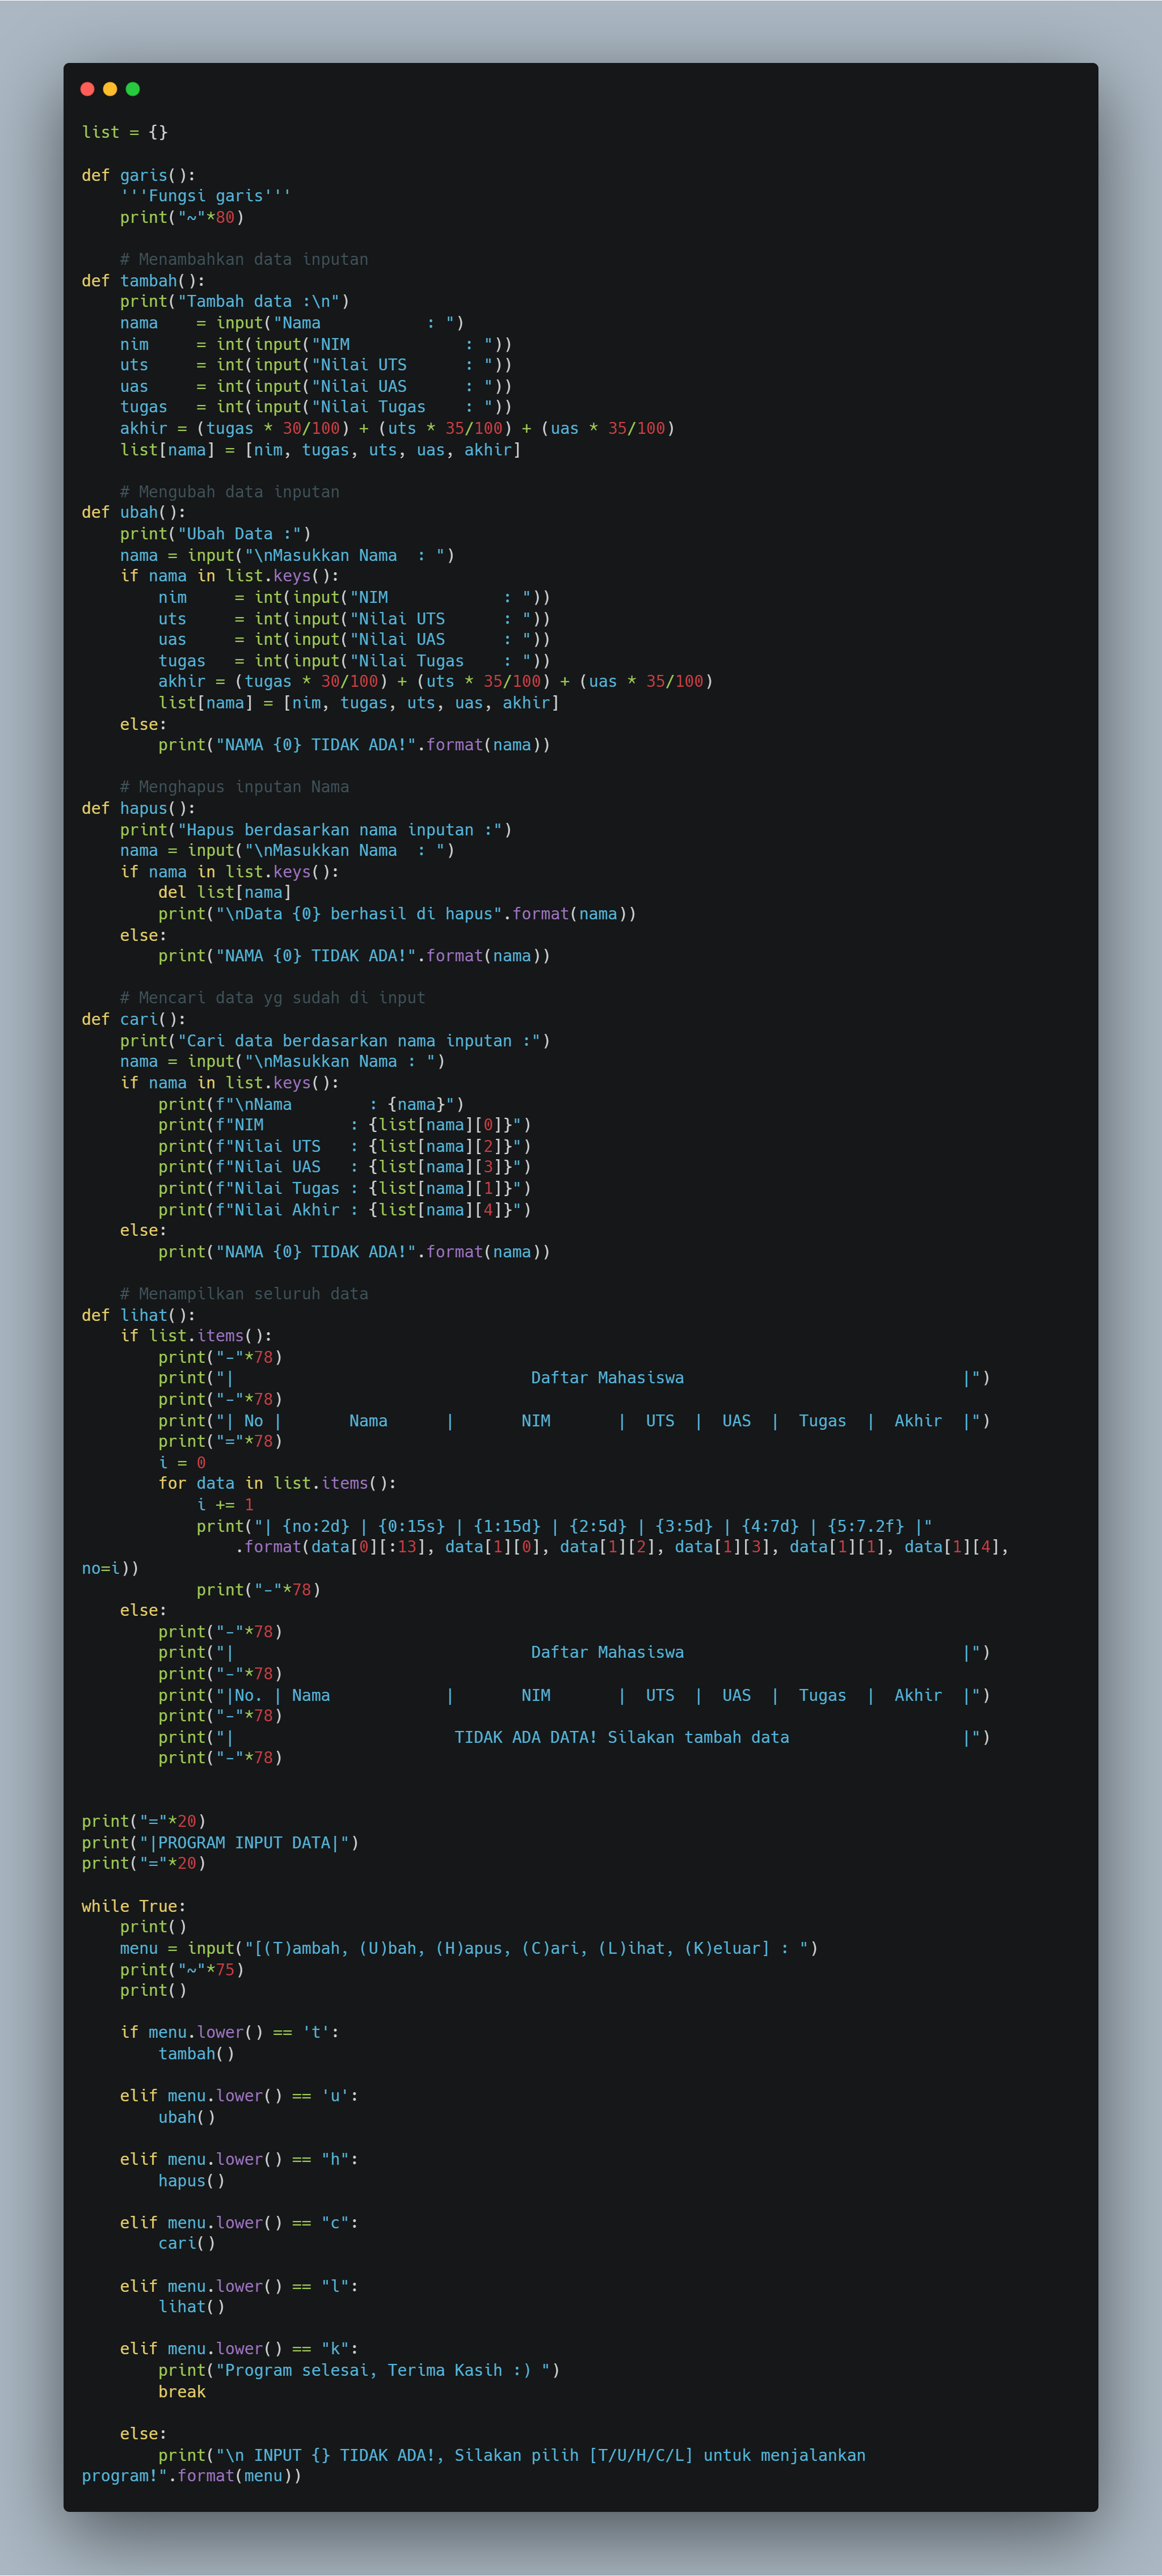 list = {}

def garis():
    '''Fungsi garis'''
    print("~"*80)

    # Menambahkan data inputan
def tambah():
    print("Tambah data :\n")
    nama    = input("Nama           : ")
    nim     = int(input("NIM            : "))
    uts     = int(input("Nilai UTS      : "))
    uas     = int(input("Nilai UAS      : "))
    tugas   = int(input("Nilai Tugas    : "))
    akhir = (tugas * 30/100) + (uts * 35/100) + (uas * 35/100)
    list[nama] = [nim, tugas, uts, uas, akhir]

    # Mengubah data inputan
def ubah():
    print("Ubah Data :")
    nama = input("\nMasukkan Nama  : ")
    if nama in list.keys():
        nim     = int(input("NIM            : "))
        uts     = int(input("Nilai UTS      : "))
        uas     = int(input("Nilai UAS      : "))
        tugas   = int(input("Nilai Tugas    : "))
        akhir = (tugas * 30/100) + (uts * 35/100) + (uas * 35/100)
        list[nama] = [nim, tugas, uts, uas, akhir]
    else:
        print("NAMA {0} TIDAK ADA!".format(nama))

    # Menghapus inputan Nama
def hapus():
    print("Hapus berdasarkan nama inputan :")
    nama = input("\nMasukkan Nama  : ")
    if nama in list.keys():
        del list[nama]
        print("\nData {0} berhasil di hapus".format(nama))
    else:
        print("NAMA {0} TIDAK ADA!".format(nama))

    # Mencari data yg sudah di input
def cari():
    print("Cari data berdasarkan nama inputan :")
    nama = input("\nMasukkan Nama : ")
    if nama in list.keys():
        print(f"\nNama        : {nama}")
        print(f"NIM         : {list[nama][0]}")
        print(f"Nilai UTS   : {list[nama][2]}")
        print(f"Nilai UAS   : {list[nama][3]}")
        print(f"Nilai Tugas : {list[nama][1]}")
        print(f"Nilai Akhir : {list[nama][4]}")
    else:
        print("NAMA {0} TIDAK ADA!".format(nama))

    # Menampilkan seluruh data
def lihat():
    if list.items():
        print("-"*78)
        print("|                               Daftar Mahasiswa                             |")
        print("-"*78)
        print("| No |       Nama      |       NIM       |  UTS  |  UAS  |  Tugas  |  Akhir  |")
        print("="*78)
        i = 0
        for data in list.items():
            i += 1
            print("| {no:2d} | {0:15s} | {1:15d} | {2:5d} | {3:5d} | {4:7d} | {5:7.2f} |"
                .format(data[0][:13], data[1][0], data[1][2], data[1][3], data[1][1], data[1][4],
no=i))
            print("-"*78)
    else:
        print("-"*78)
        print("|                               Daftar Mahasiswa                             |")
        print("-"*78)
        print("|No. | Nama            |       NIM       |  UTS  |  UAS  |  Tugas  |  Akhir  |")
        print("-"*78)
        print("|                       TIDAK ADA DATA! Silakan tambah data                  |")
        print("-"*78)

print("="*20)
print("|PROGRAM INPUT DATA|")
print("="*20)

while True:
    print()
    menu = input("[(T)ambah, (U)bah, (H)apus, (C)ari, (L)ihat, (K)eluar] : ")
    print("~"*75)
    print()

    if menu.lower() == 't':
        tambah()

    elif menu.lower() == 'u':
        ubah()

    elif menu.lower() == "h":
        hapus()

    elif menu.lower() == "c":
        cari()

    elif menu.lower() == "l":
        lihat()

    elif menu.lower() == "k":
        print("Program selesai, Terima Kasih :) ")
        break

    else:
        print("\n INPUT {} TIDAK ADA!, Silakan pilih [T/U/H/C/L] untuk menjalankan
program!".format(menu))